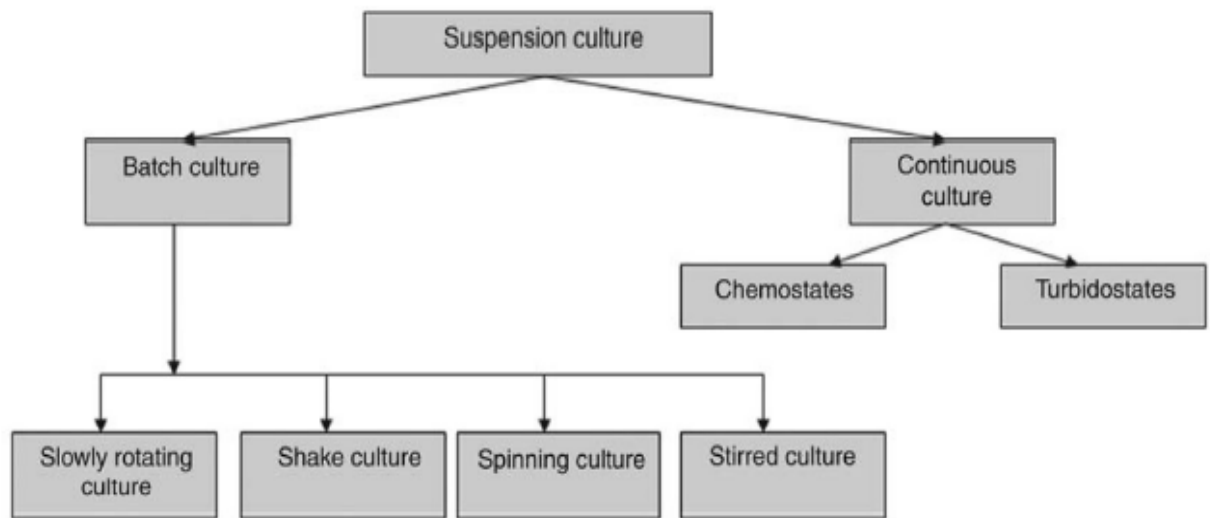 Suspension culture
Batch culture
Continuous
culture
Chemostates
Turbidostates
Slowly rotating
culture
Shake culture
Spinning culture
Stirred culture